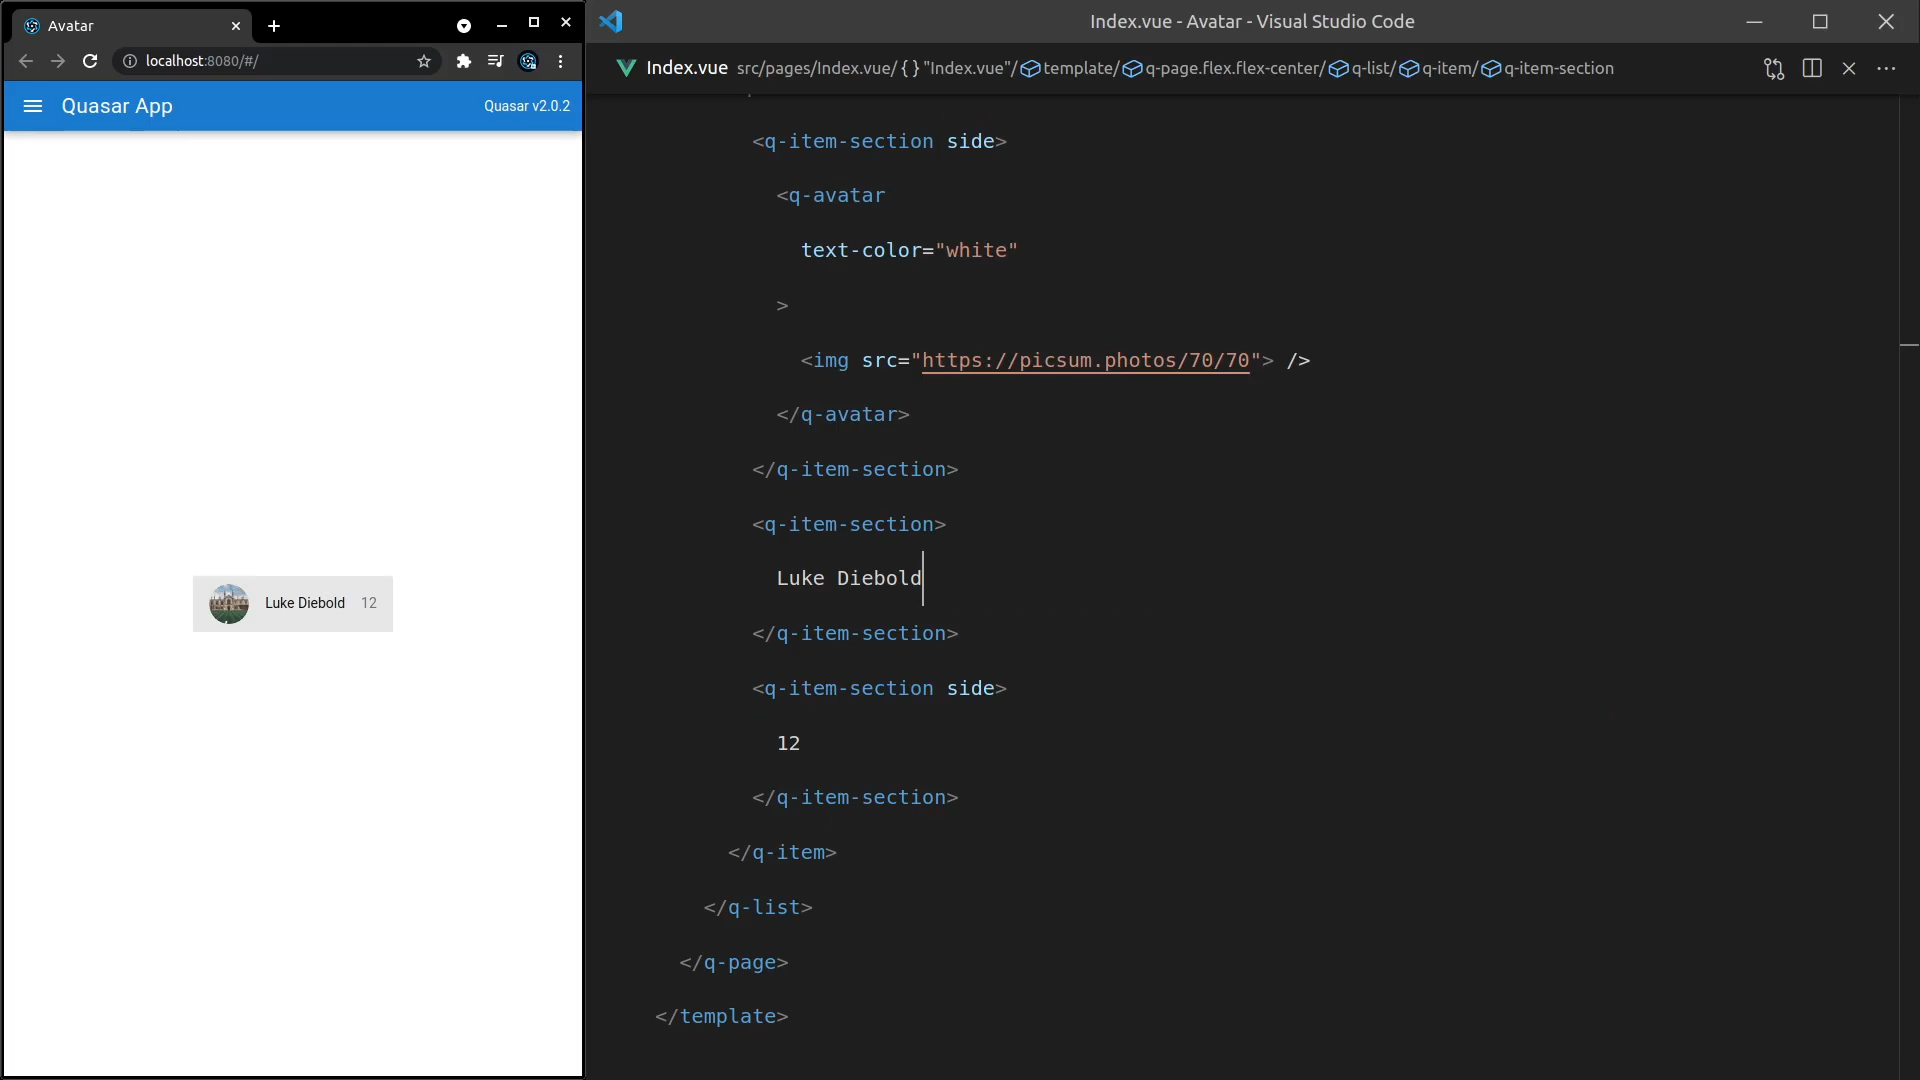 Avatar
localhost:8080/#/
Quasar App
Quasar v2.0.2
Luke Diebold 12
Index.vue - Avatar - Visual Studio Code
Index.vue src/pages/Index.vue/ {} "Index.vue"/ template/ q-page.flex.flex-center/ q-list/ q-item/ q-item-section
<q-item-section side>
<q-avatar
text-color="white"
>
<img src="https://picsum.photos/70/70"> />
</q-avatar>
</q-item-section>
<q-item-section>
Luke Diebold
</q-item-section>
<q-item-section side>
12
</q-item-section>
</q-item>
</q-list>
</q-page>
</template>